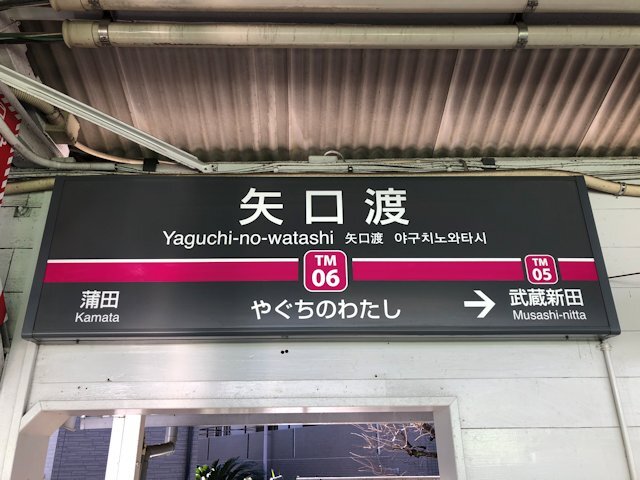 矢口渡
Yaguchi-no-watashi 矢口渡 야구치노와타시
TM
06
TM
05
蒲田
Kamata
やぐちのわたし
→ 武蔵新田
Musashi-nitta